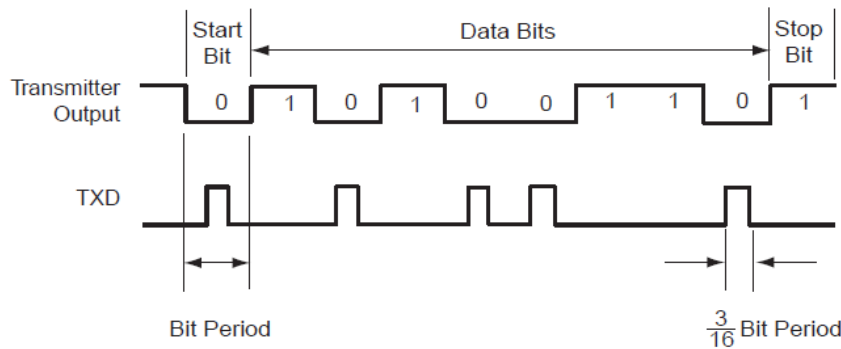 Start Bit
Data Bits
Stop Bit
Transmitter Output
0 1 0 1 0 0 1 1 0 1
TXD
Bit Period
3/16 Bit Period